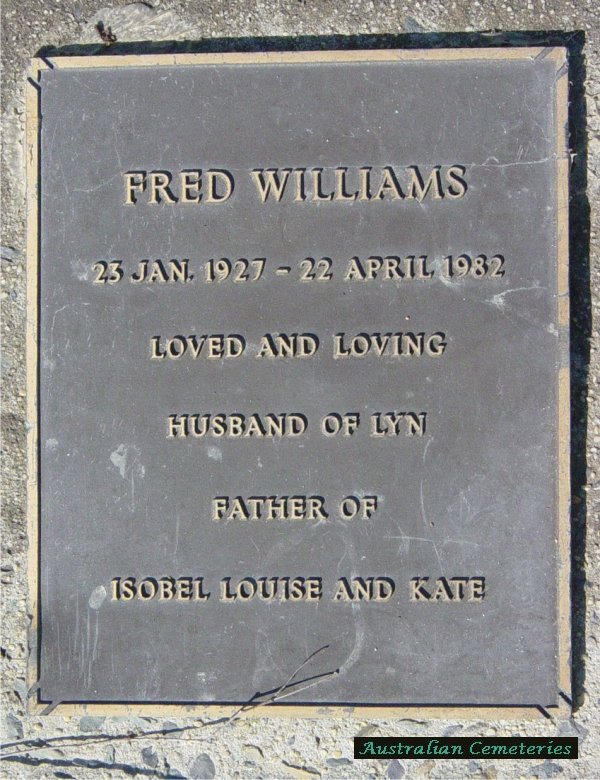 FRED WILLIAMS
23 JAN. 1927 - 22 APRIL 1982
LOVED AND LOVING
HUSBAND OF LYN
FATHER OF
ISOBEL LOUISE AND KATE
Australian Cemeteries